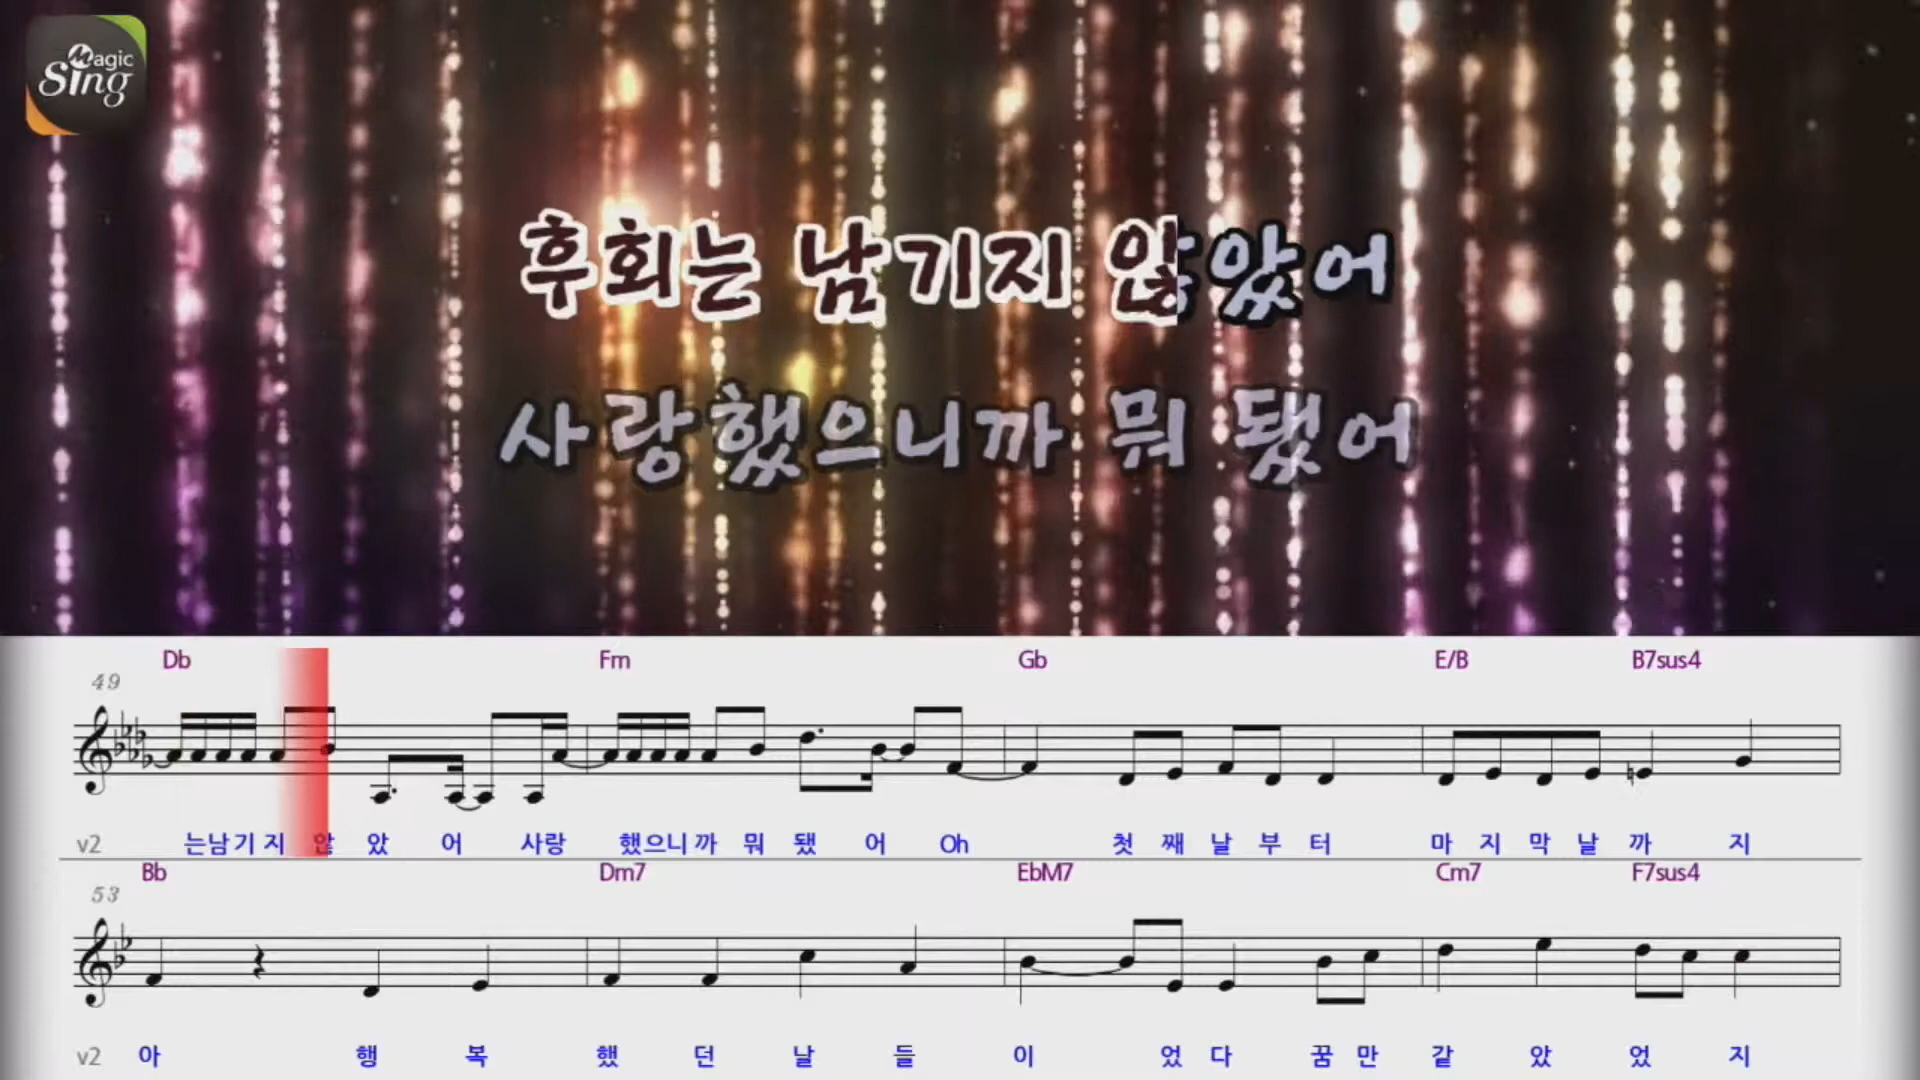 Magic
Sing
후회는 남기지 않았어
사랑했으니까 뭐 됐어
Db Fm Gb E/B B7sus4
49
v2 는남기지 않 았 어 사랑 했으니까 뭐 됐 어 Oh 첫 째 날 부 터 마 지 막 날 까 지
Bb Dm7 EbM7 Cm7 F7sus4
53
v2 아 행 복 했 던 날 들 이 었 다 꿈 만 같 았 었 지